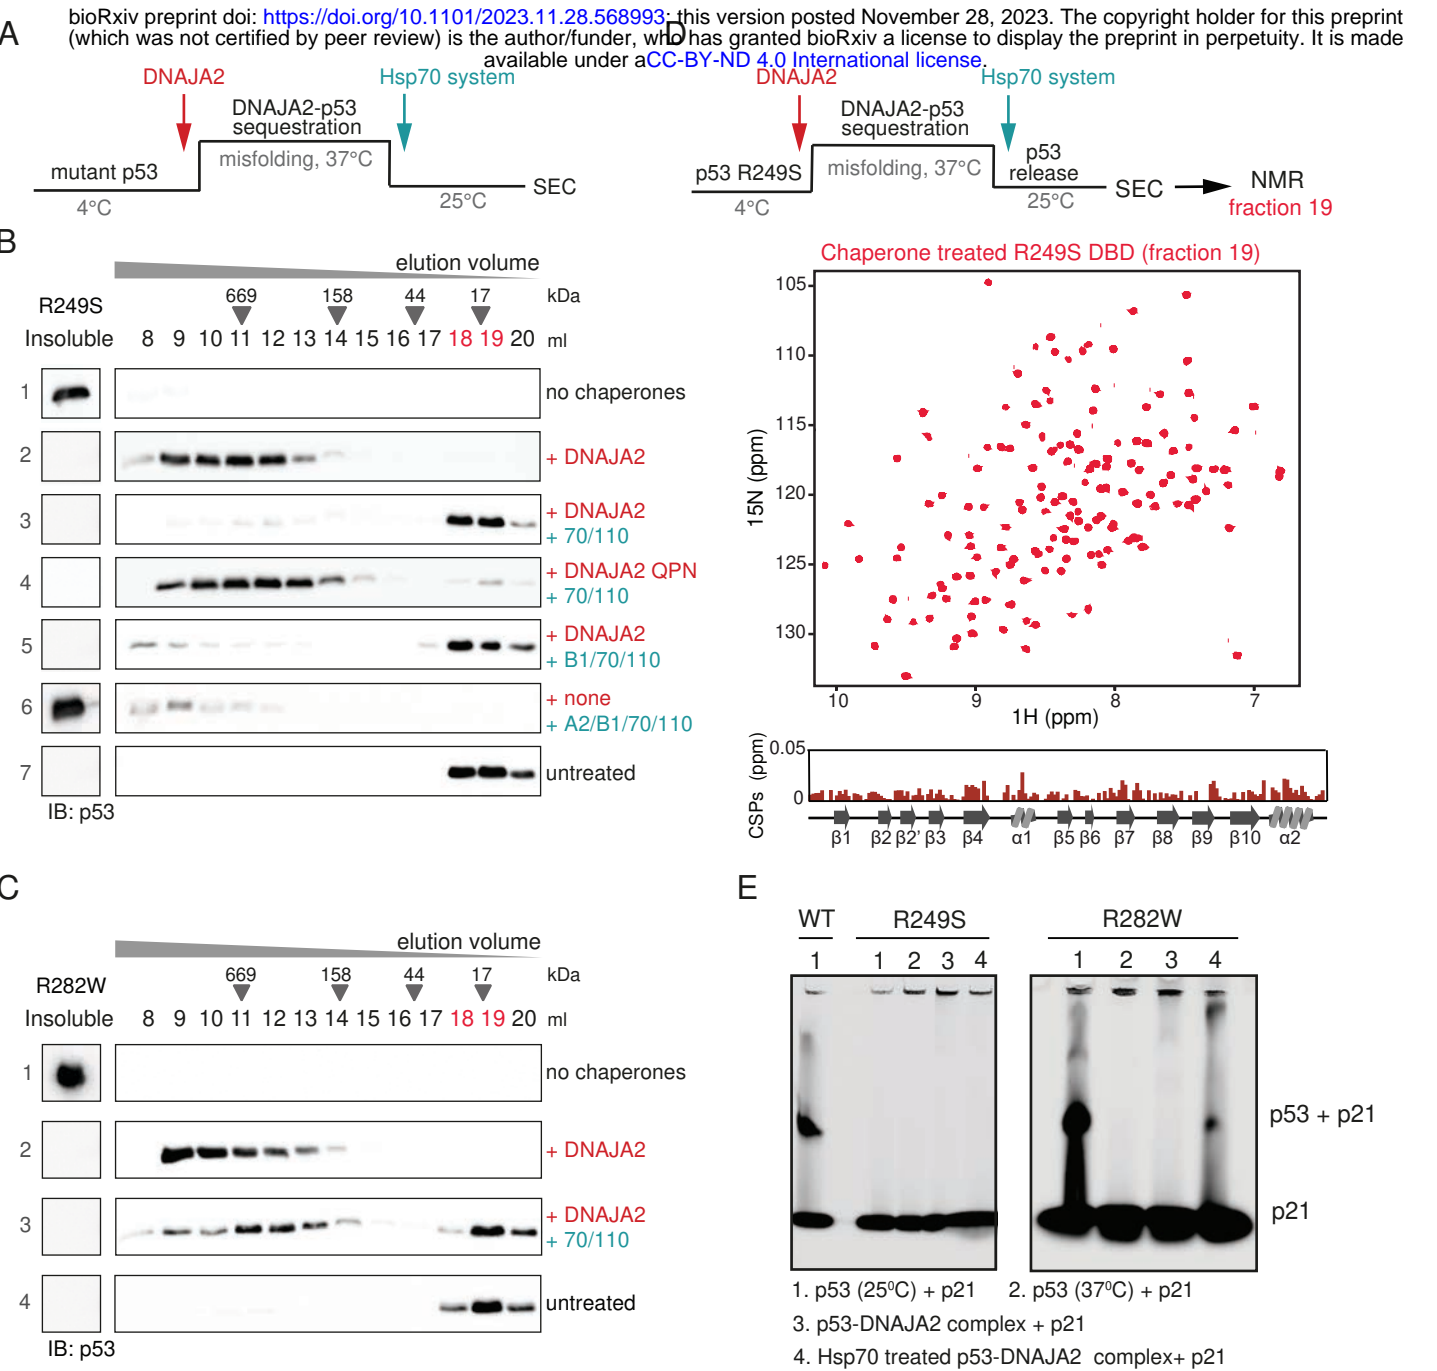 bioRxiv preprint doi: https://doi.org/10.1101/2023.11.28.568993; this version posted November 28, 2023. The copyright holder for this preprint
(which was not certified by peer review) is the author/funder, who has granted bioRxiv a license to display the preprint in perpetuity. It is made
available under aCC-BY-ND 4.0 International license.
A
DNAJA2
Hsp70 system
DNAJA2-p53
sequestration
mutant p53
misfolding, 37°C
SEC
4°C
25°C
B
elution volume
R249S
669 158 44 17 kDa
Insoluble 8 9 10 11 12 13 14 15 16 17 18 19 20 ml
1 no chaperones
2 + DNAJA2
3 + DNAJA2
+ 70/110
4 + DNAJA2 QPN
+ 70/110
5 + DNAJA2
+ B1/70/110
6 + none
+ A2/B1/70/110
7 untreated
IB: p53
C
elution volume
R282W
669 158 44 17 kDa
Insoluble 8 9 10 11 12 13 14 15 16 17 18 19 20 ml
1 no chaperones
2 + DNAJA2
3 + DNAJA2
+ 70/110
4 untreated
IB: p53
D
DNAJA2
Hsp70 system
DNAJA2-p53
sequestration
p53 R249S
misfolding, 37°C
p53
release
SEC
NMR
4°C
25°C
fraction 19
Chaperone treated R249S DBD (fraction 19)
105
110
115
120
125
130
15N (ppm)
10 9 8 7
1H (ppm)
0.05
0
CSPs (ppm)
β1 β2 β2' β3 β4 α1 β5 β6 β7 β8 β9 β10 α2
E
WT R249S R282W
1 1 2 3 4 1 2 3 4
p53 + p21
p21
1. p53 (25⁰C) + p21 2. p53 (37⁰C) + p21
3. p53-DNAJA2 complex + p21
4. Hsp70 treated p53-DNAJA2 complex+ p21